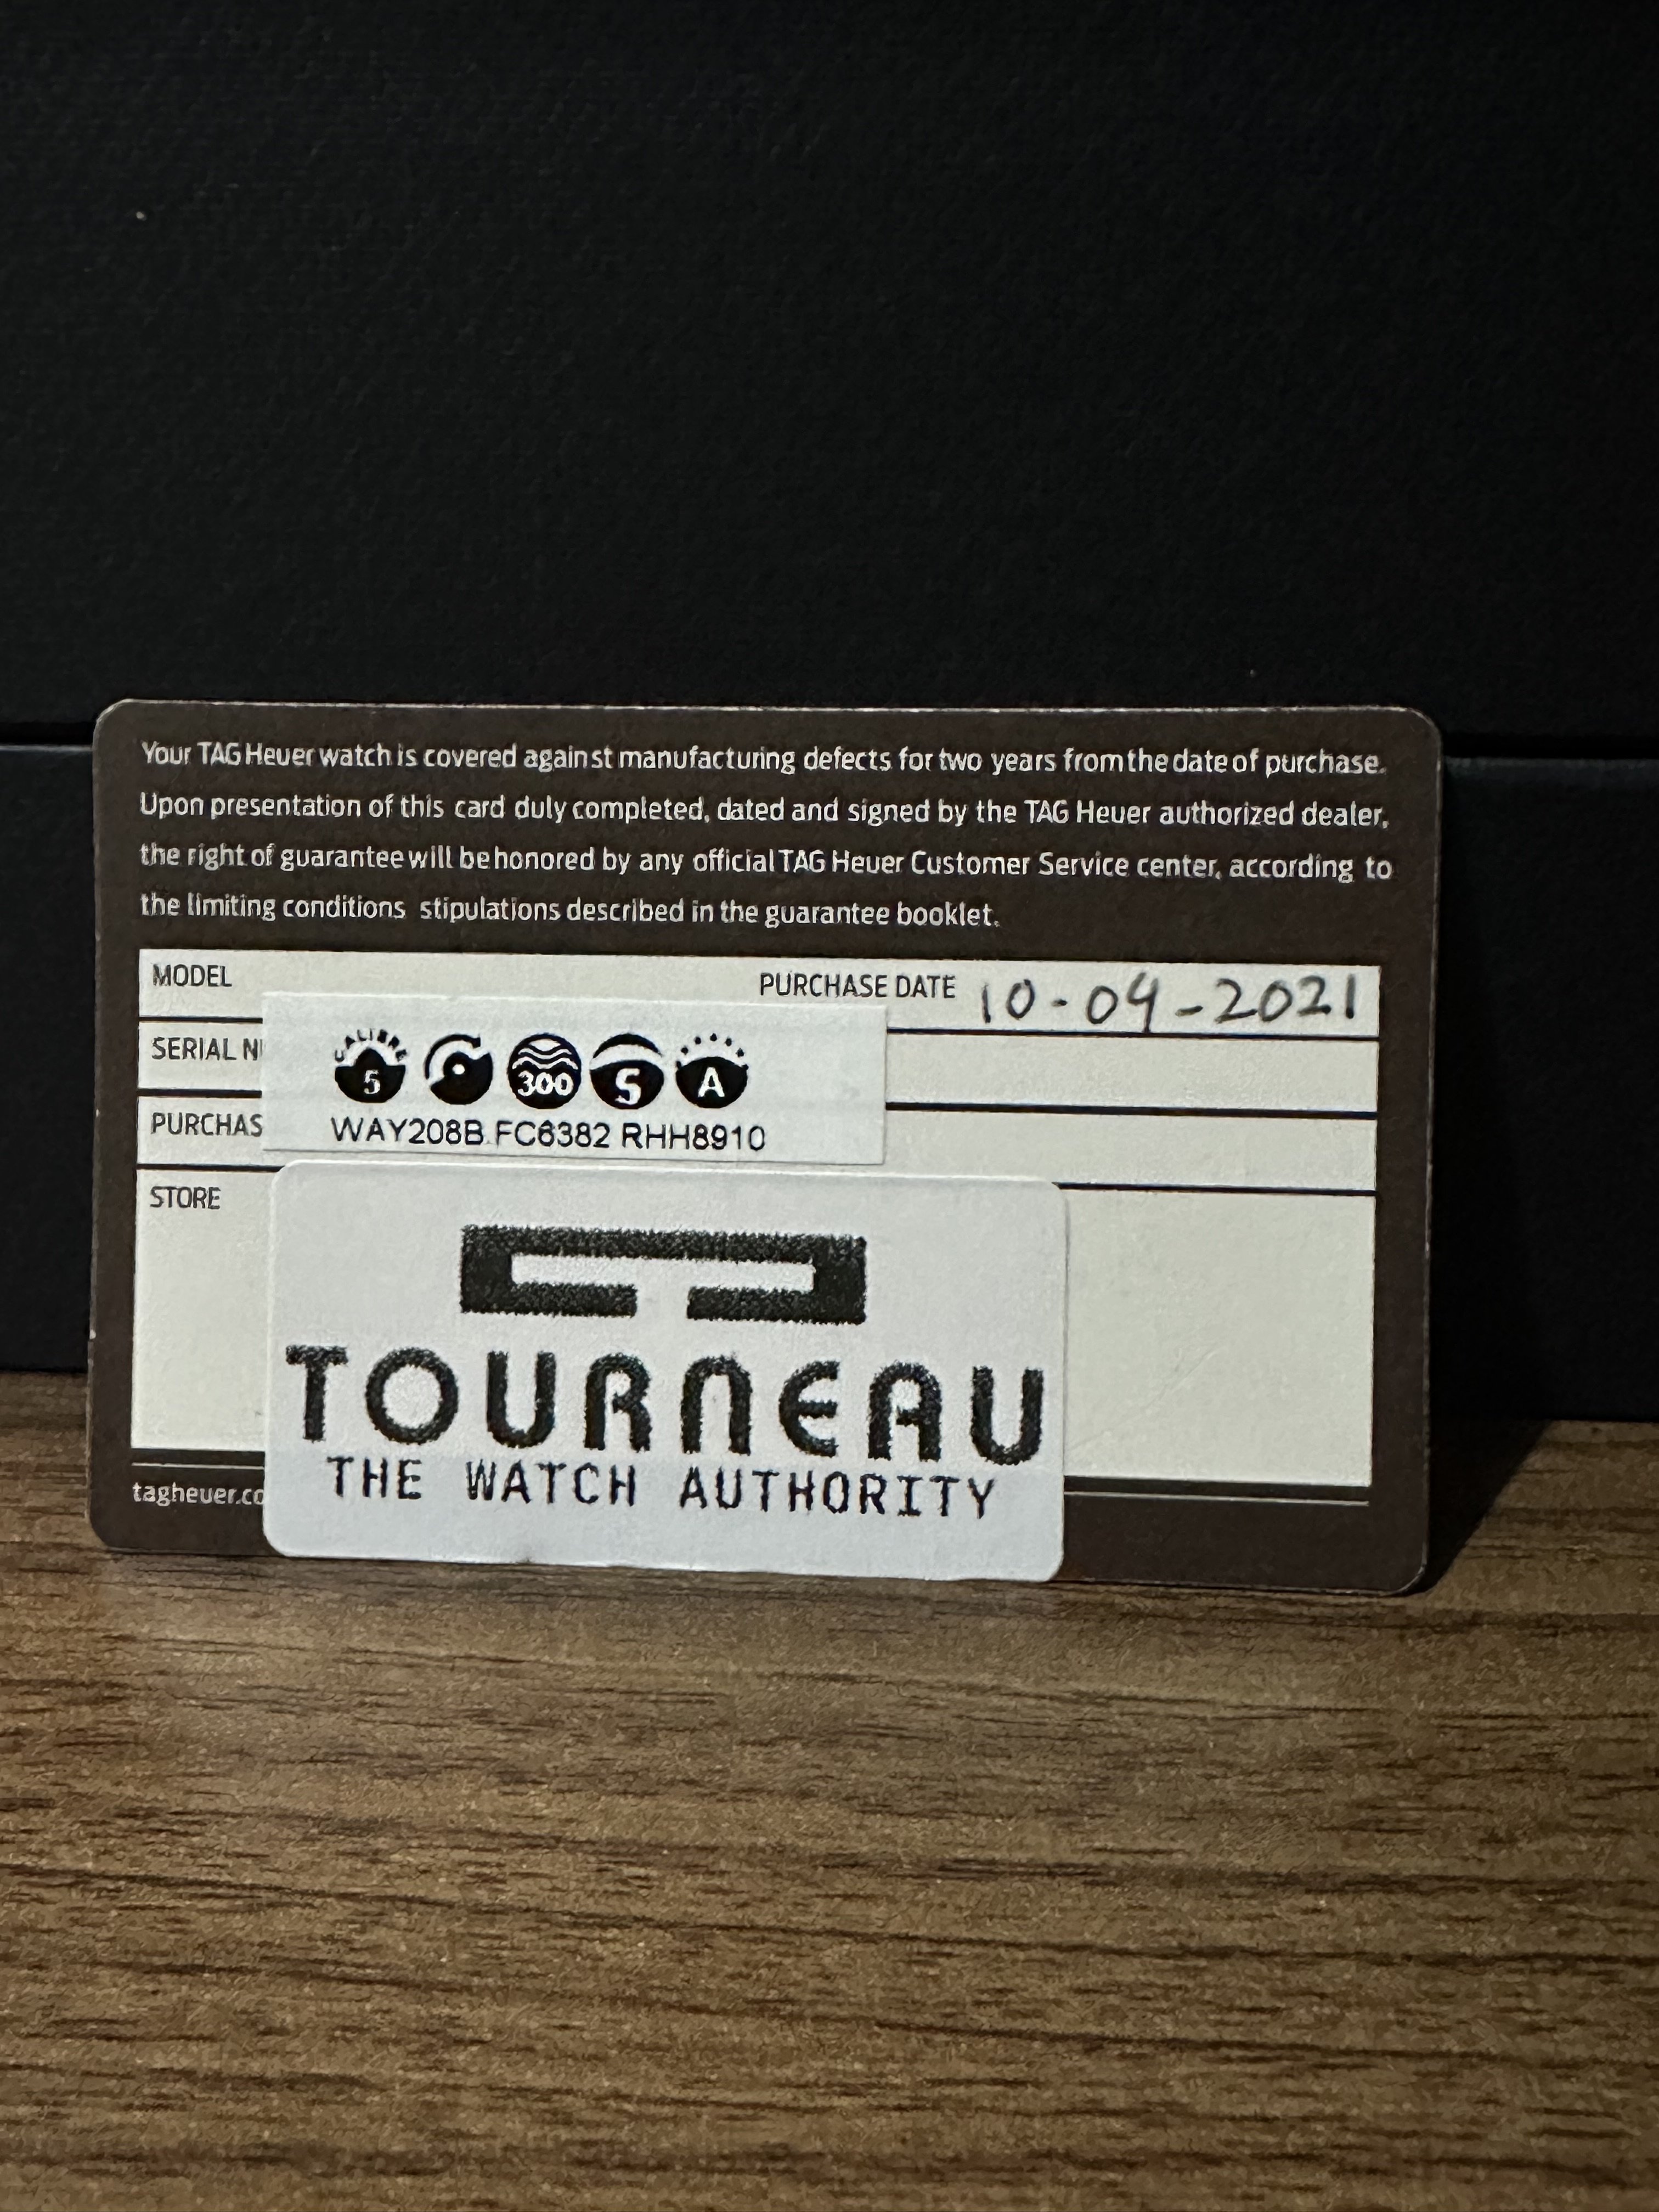 Your TAG Heuer watch is covered against manufacturing defects for two years from the date of purchase.
Upon presentation of this card duly completed, dated and signed by the TAG Heuer authorized dealer,
the right of guarantee will be honored by any official TAG Heuer Customer Service center, according to
the limiting conditions stipulations described in the guarantee booklet.
MODEL
PURCHASE DATE 10-04-2021
SERIAL N
CALIBRE 5 300 S A
PURCHAS
WAY208B.FC6382 RHH8910
STORE
TOURNEAU
THE WATCH AUTHORITY
tagheuer.co